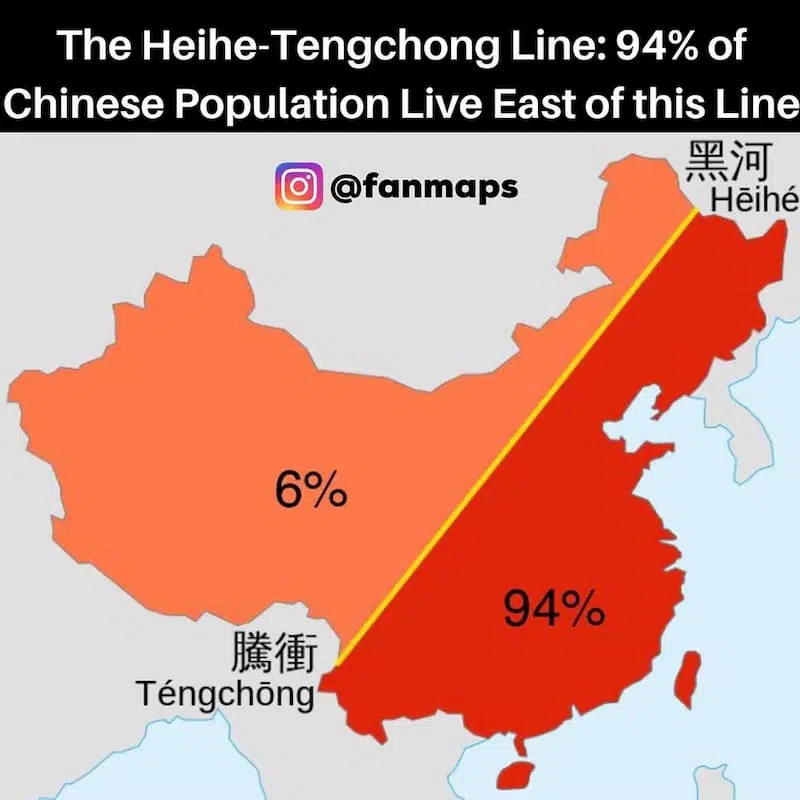 The Heihe-Tengchong Line: 94% of
Chinese Population Live East of this Line
@fanmaps
黑河
Hēihé
6%
94%
騰衝
Téngchōng